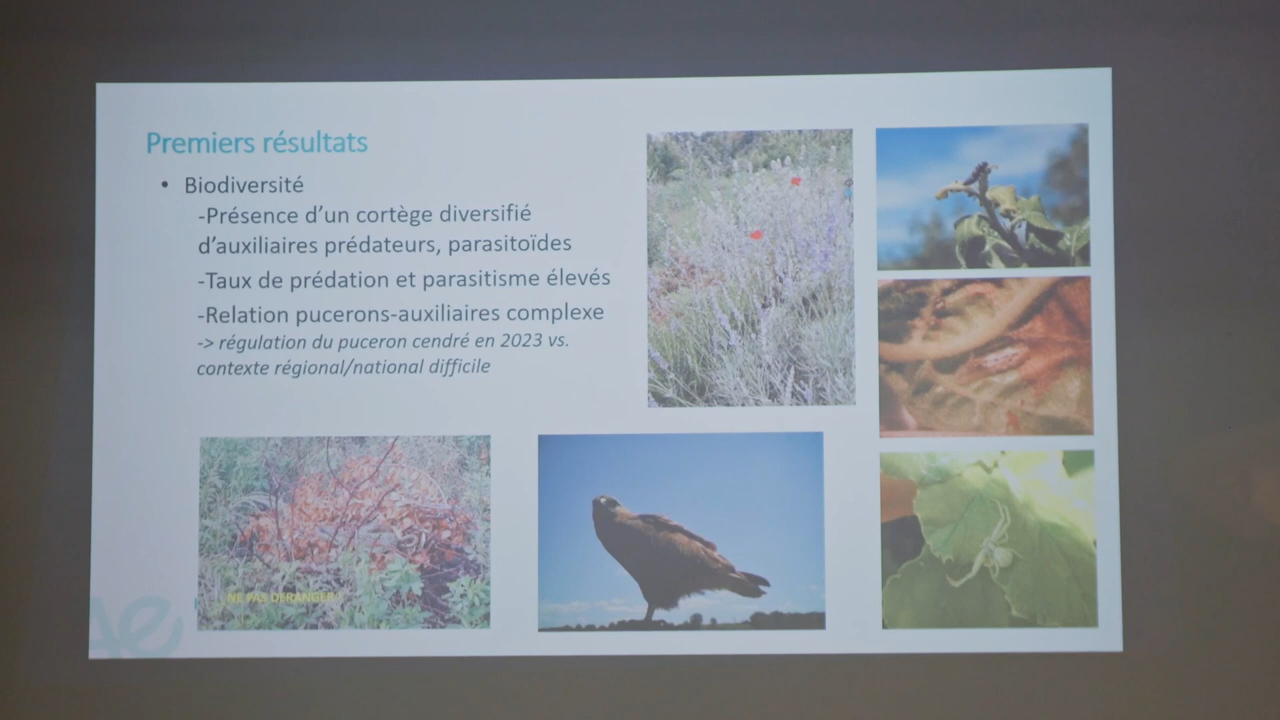 Premiers résultats
• Biodiversité
-Présence d'un cortège diversifié
d'auxiliaires prédateurs, parasitoïdes
-Taux de prédation et parasitisme élevés
-Relation pucerons-auxiliaires complexe
-> régulation du puceron cendré en 2023 vs.
contexte régional/national difficile
NE PAS DERANGER !